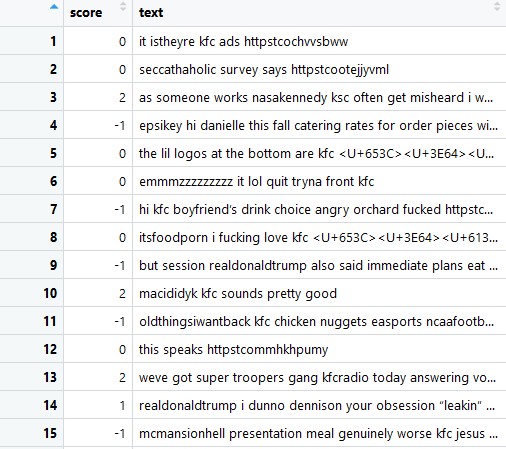 score text
1 0 it istheyre kfc ads httpstcochvvsbww
2 0 seccathaholic survey says httpstcootejjyvml
3 2 as someone works nasakennedy ksc often get misheard i w...
4 -1 epsikey hi danielle this fall catering rates for order pieces wi...
5 0 the lil logos at the bottom are kfc <U+653C><U+3E64><U...
6 0 emmmzzzzzzzzz it lol quit tryna front kfc
7 -1 hi kfc boyfriend’s drink choice angry orchard fucked httpstc...
8 0 itsfoodporn i fucking love kfc <U+653C><U+3E64><U+613...
9 -1 but session realdonaldtrump also said immediate plans eat ...
10 2 macididyk kfc sounds pretty good
11 -1 oldthingsiwantback kfc chicken nuggets easports ncaafootb...
12 0 this speaks httpstcommhkhpumy
13 2 weve got super troopers gang kfcradio today answering vo...
14 1 realdonaldtrump i dunno dennison your obsession “leakin” ...
15 -1 mcmansionhell presentation meal genuinely worse kfc jesus ...